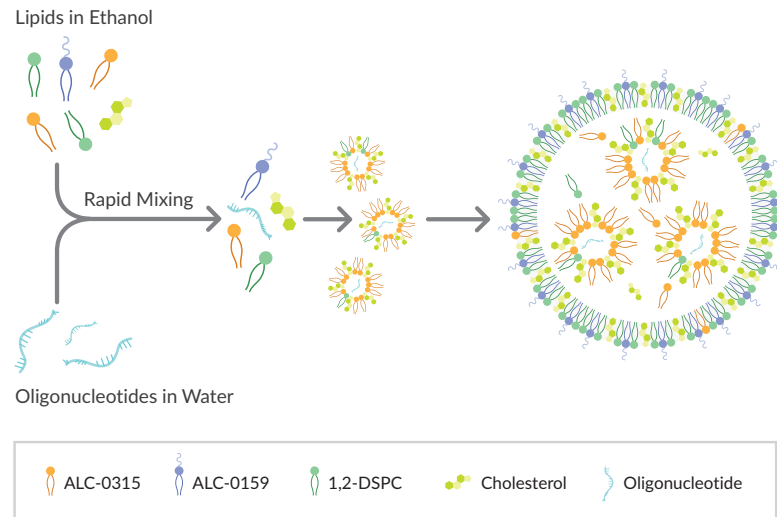 Lipids in Ethanol
Rapid Mixing
Oligonucleotides in Water
ALC-0315
ALC-0159
1,2-DSPC
Cholesterol
Oligonucleotide